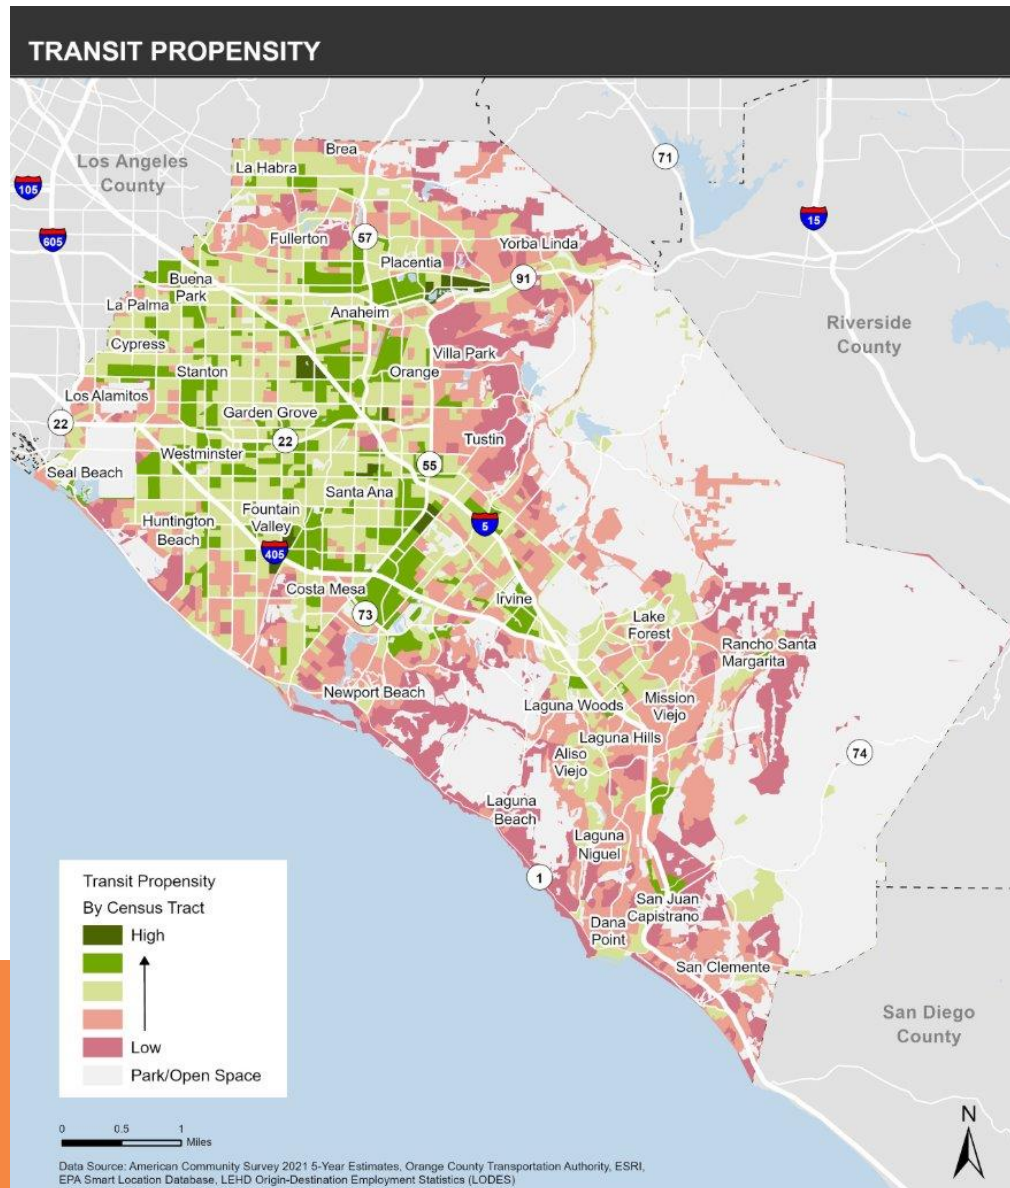 TRANSIT PROPENSITY
Los Angeles
County
Brea
La Habra
71
105
15
605
Fullerton
57
Yorba Linda
Placentia
91
Buena
Park
La Palma
Anaheim
Riverside
County
Cypress
Villa Park
Stanton
Orange
Los Alamitos
Garden Grove
22
22
Tustin
Westminster
55
Seal Beach
Santa Ana
Fountain
Valley
Huntington
Beach
5
405
Costa Mesa
Irvine
73
Lake
Forest
Rancho Santa
Margarita
Newport Beach
Mission
Viejo
Laguna Woods
Laguna Hills
Aliso
Viejo
74
Laguna
Beach
Laguna
Niguel
1
San Juan
Capistrano
Dana
Point
San Clemente
San Diego
County
Transit Propensity
By Census Tract
High
Low
Park/Open Space
N
0 0.5 1
Miles
Data Source: American Community Survey 2021 5-Year Estimates, Orange County Transportation Authority, ESRI,
EPA Smart Location Database, LEHD Origin-Destination Employment Statistics (LODES)